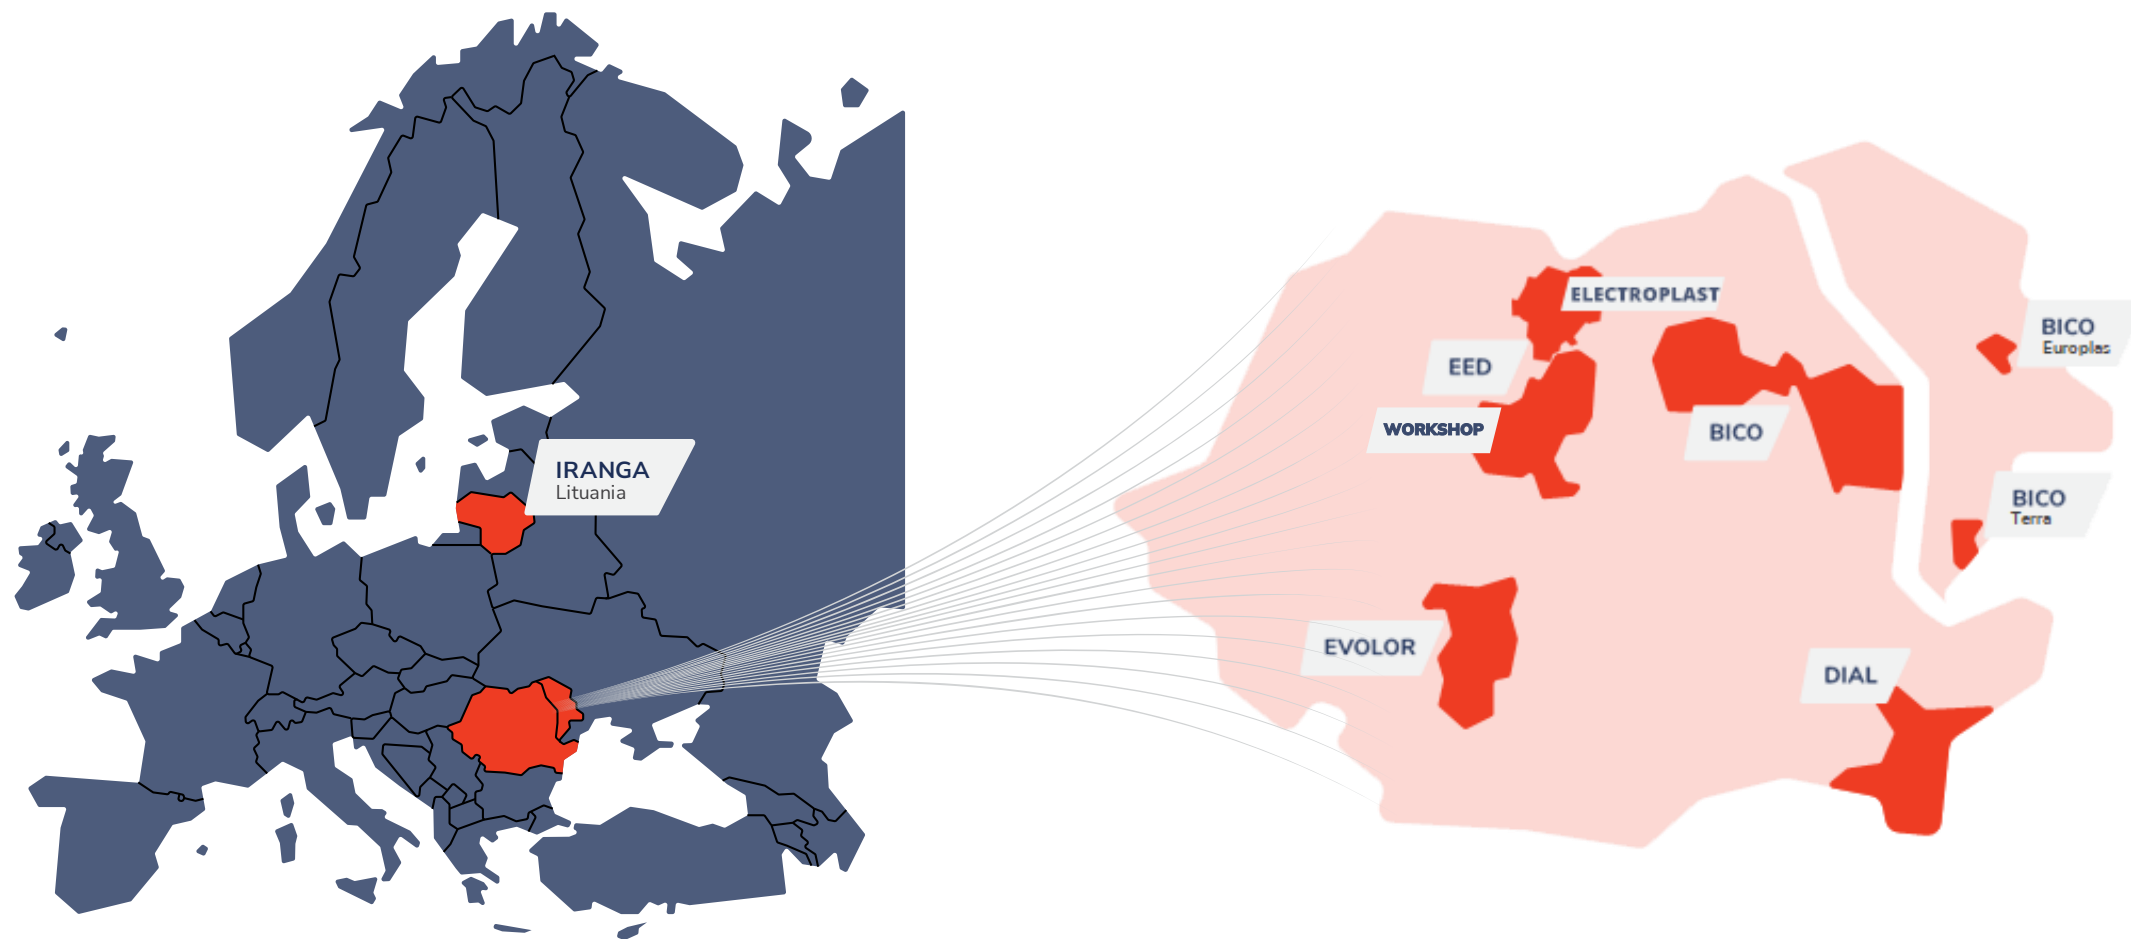 IRANGA
Lituania
ELECTROPLAST
EED
WORKSHOP
BICO
BICO
Europlas
BICO
Terra
EVOLOR
DIAL